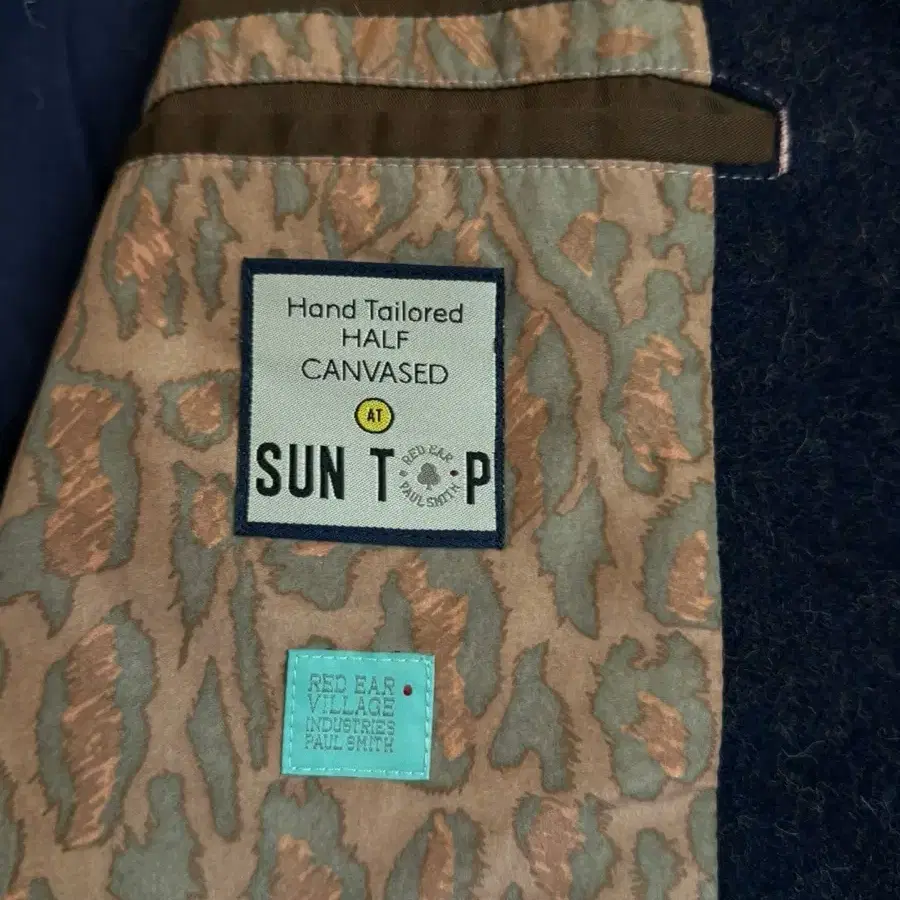 Hand Tailored
HALF
CANVASED
AT
SUN T P
RED EAR
PAUL SMITH
RED EAR
VILLAGE
INDUSTRIES
PAUL SMITH